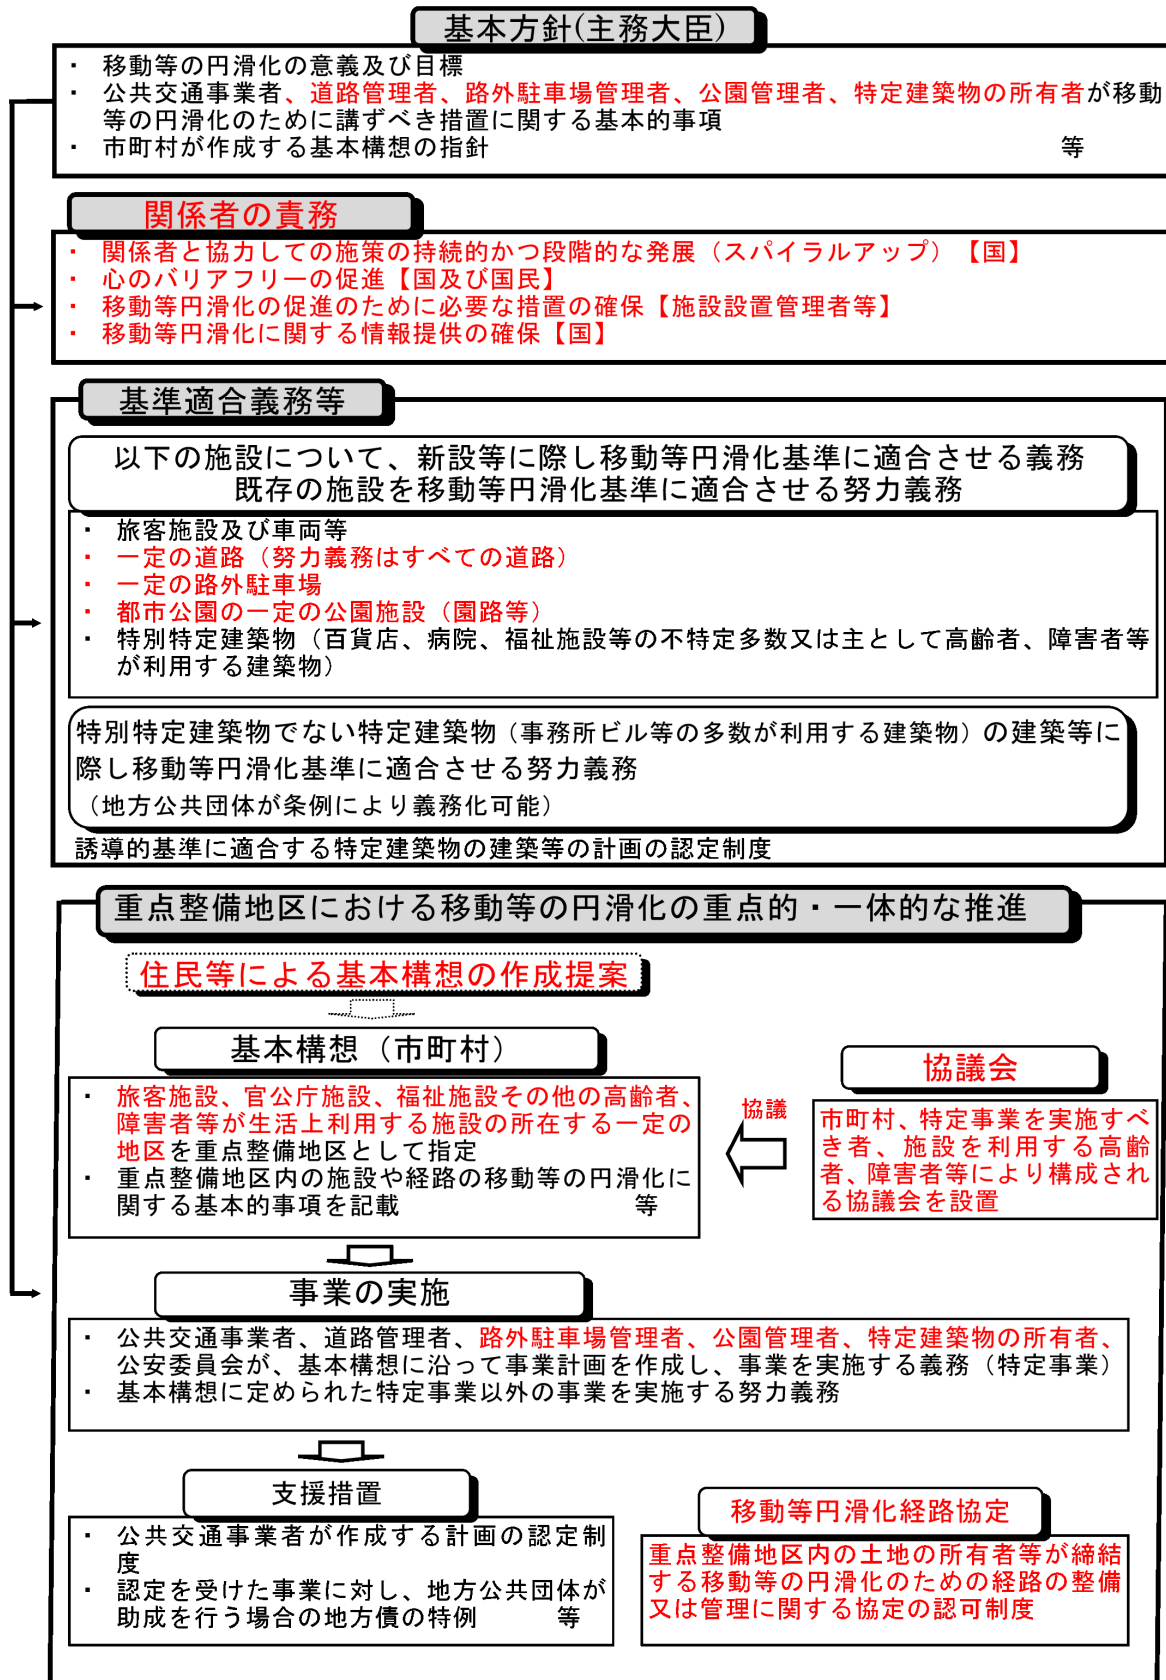 基本方針(主務大臣)
・ 移動等の円滑化の意義及び目標
・ 公共交通事業者、道路管理者、路外駐車場管理者、公園管理者、特定建築物の所有者が移動
等の円滑化のために講ずべき措置に関する基本的事項
・ 市町村が作成する基本構想の指針 等
関係者の責務
・ 関係者と協力しての施策の持続的かつ段階的な発展（スパイラルアップ）【国】
・ 心のバリアフリーの促進【国及び国民】
・ 移動等円滑化の促進のために必要な措置の確保【施設設置管理者等】
・ 移動等円滑化に関する情報提供の確保【国】
基準適合義務等
以下の施設について、新設等に際し移動等円滑化基準に適合させる義務
既存の施設を移動等円滑化基準に適合させる努力義務
・ 旅客施設及び車両等
・ 一定の道路（努力義務はすべての道路）
・ 一定の路外駐車場
・ 都市公園の一定の公園施設（園路等）
・ 特別特定建築物（百貨店、病院、福祉施設等の不特定多数又は主として高齢者、障害者等
が利用する建築物）
特別特定建築物でない特定建築物（事務所ビル等の多数が利用する建築物）の建築等に
際し移動等円滑化基準に適合させる努力義務
（地方公共団体が条例により義務化可能）
誘導的基準に適合する特定建築物の建築等の計画の認定制度
重点整備地区における移動等の円滑化の重点的・一体的な推進
住民等による基本構想の作成提案
基本構想（市町村）
・ 旅客施設、官公庁施設、福祉施設その他の高齢者、
障害者等が生活上利用する施設の所在する一定の
地区を重点整備地区として指定
・ 重点整備地区内の施設や経路の移動等の円滑化に
関する基本的事項を記載 等
協議
協議会
市町村、特定事業を実施すべ
き者、施設を利用する高齢
者、障害者等により構成され
る協議会を設置
事業の実施
・ 公共交通事業者、道路管理者、路外駐車場管理者、公園管理者、特定建築物の所有者、
公安委員会が、基本構想に沿って事業計画を作成し、事業を実施する義務（特定事業）
・ 基本構想に定められた特定事業以外の事業を実施する努力義務
支援措置
・ 公共交通事業者が作成する計画の認定制
度
・ 認定を受けた事業に対し、地方公共団体が
助成を行う場合の地方債の特例 等
移動等円滑化経路協定
重点整備地区内の土地の所有者等が締結
する移動等の円滑化のための経路の整備
又は管理に関する協定の認可制度